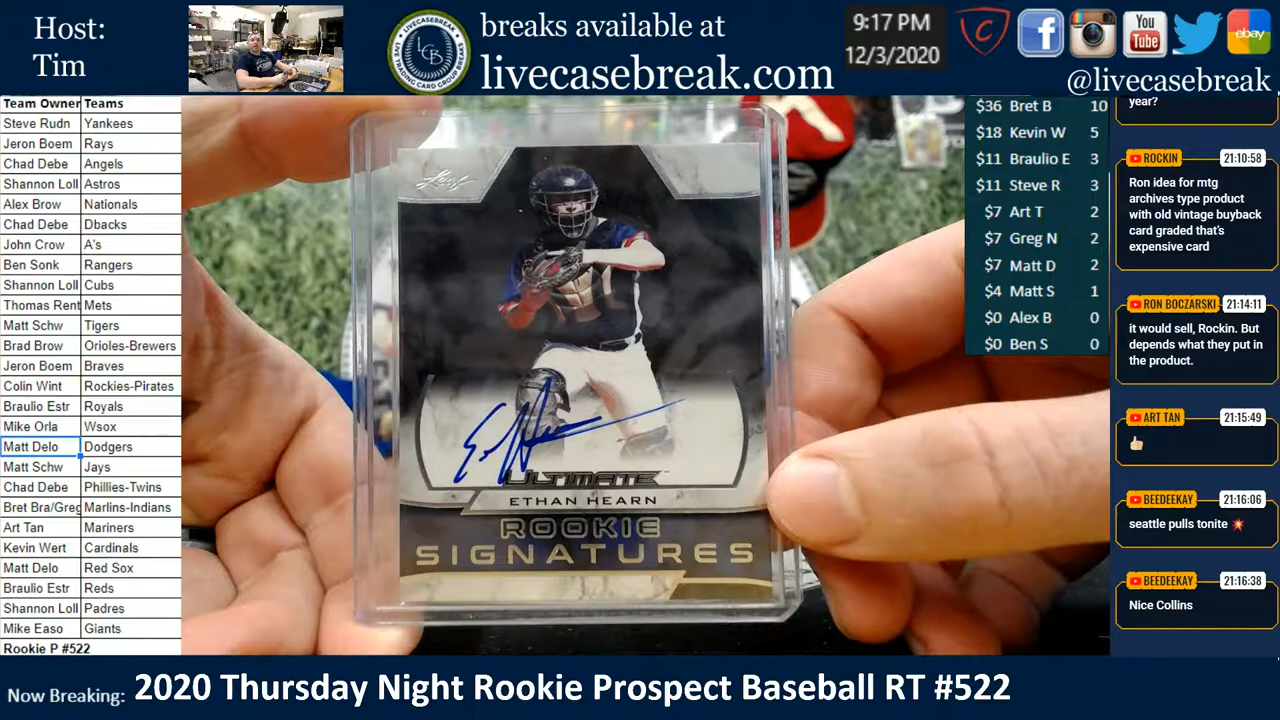 Host:
Tim
LIVECASEBREAK
LCB
LIVE TRADING CARD GROUP BREAKS
breaks available at
livecasebreak.com
9:17 PM
12/3/2020
You
Tube
ebay
@livecasebreak
Team Owner Teams
Steve Rudn Yankees
Jeron Boem Rays
Chad Debe Angels
Shannon Loll Astros
Alex Brow Nationals
Chad Debe Dbacks
John Crow A's
Ben Sonk Rangers
Shannon Loll Cubs
Thomas Rent Mets
Matt Schw Tigers
Brad Brow Orioles-Brewers
Jeron Boem Braves
Colin Wint Rockies-Pirates
Braulio Estr Royals
Mike Orla Wsox
Matt Delo Dodgers
Matt Schw Jays
Chad Debe Phillies-Twins
Bret Bra/Greg Marlins-Indians
Art Tan Mariners
Kevin Wert Cardinals
Matt Delo Red Sox
Braulio Estr Reds
Shannon Loll Padres
Mike Easo Giants
Rookie P #522
Leaf
ULTIMATE
ETHAN HEARN
ROOKIE
SIGNATURES
$36 Bret B 10
$18 Kevin W 5
$11 Braulio E 3
$11 Steve R 3
$7 Art T 2
$7 Greg N 2
$7 Matt D 2
$4 Matt S 1
$0 Alex B 0
$0 Ben S 0
year?
ROCKIN 21:10:58
Ron idea for mtg
archives type product
with old vintage buyback
card graded that's
expensive card
RON BOCZARSKI 21:14:11
it would sell, Rockin. But
depends what they put in
the product.
ART TAN 21:15:49
👍🏼
BEEDEEKAY 21:16:06
seattle pulls tonite 💥
BEEDEEKAY 21:16:38
Nice Collins
Now Breaking: 2020 Thursday Night Rookie Prospect Baseball RT #522